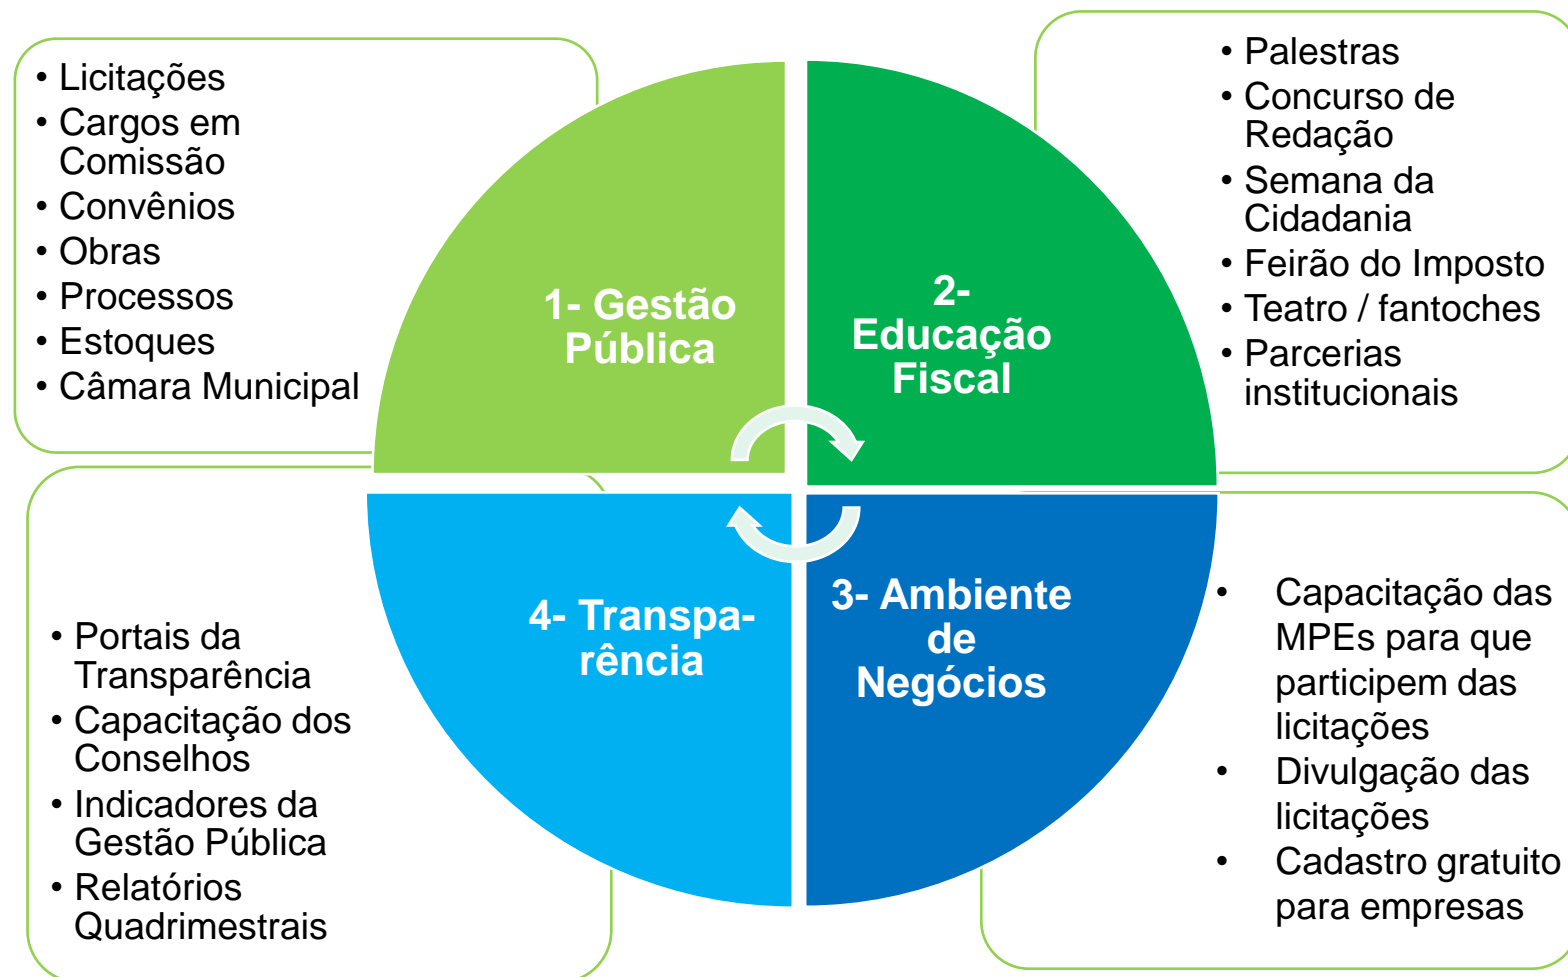 • Licitações
• Cargos em
Comissão
• Convênios
• Obras
• Processos
• Estoques
• Câmara Municipal
1- Gestão
Pública
2-
Educação
Fiscal
• Palestras
• Concurso de
Redação
• Semana da
Cidadania
• Feirão do Imposto
• Teatro / fantoches
• Parcerias
institucionais
• Portais da
Transparência
• Capacitação dos
Conselhos
• Indicadores da
Gestão Pública
• Relatórios
Quadrimestrais
4- Transpa-
rência
3- Ambiente
de
Negócios
• Capacitação das
MPEs para que
participem das
licitações
• Divulgação das
licitações
• Cadastro gratuito
para empresas